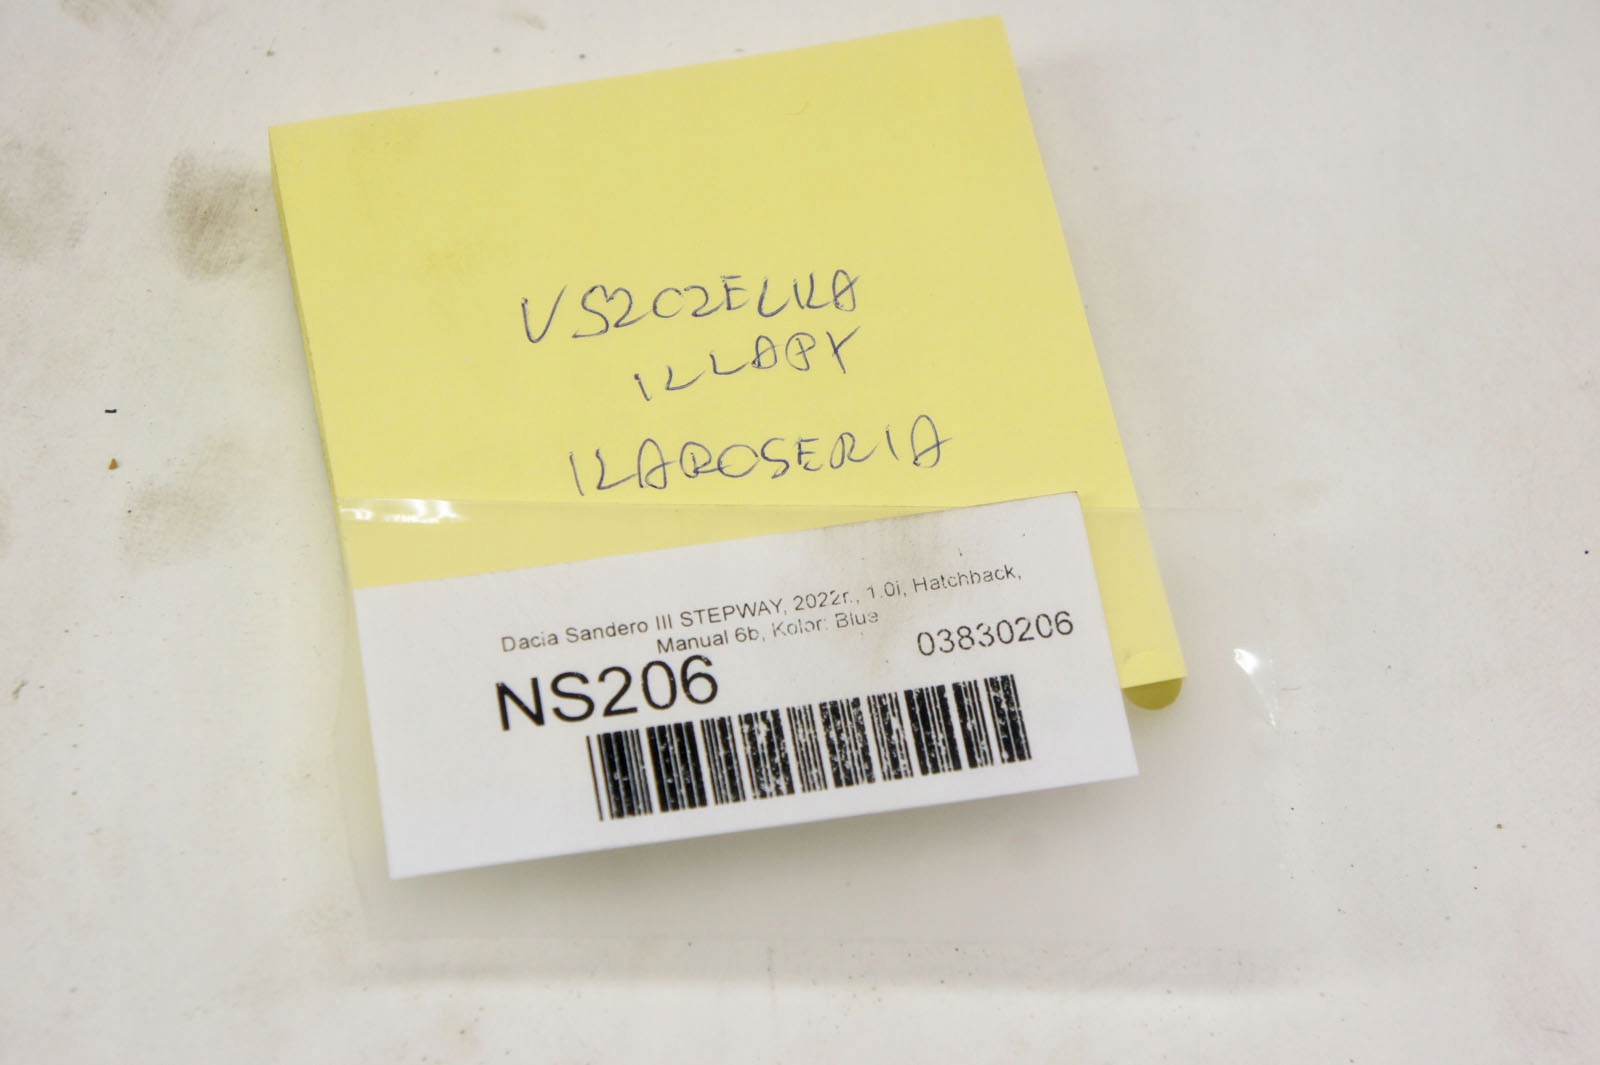 USZCZELKA
KLAPY
KAROSERIA
Dacia Sandero III STEPWAY, 2022r., 1.0i, Hatchback,
Manual 6b, Kolor: Blue
NS206
03830206